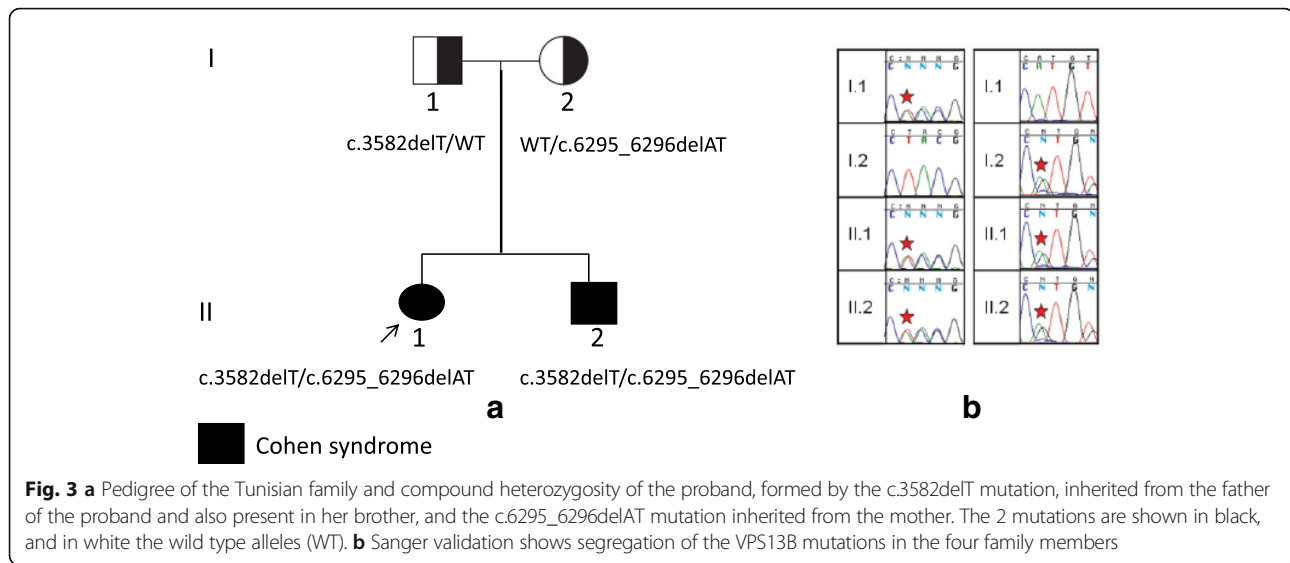 I
1
2
c.3582delT/WT
WT/c.6295_6296delAT
II
1
2
c.3582delT/c.6295_6296delAT
c.3582delT/c.6295_6296delAT
a
Cohen syndrome
I.1
C N N N G
I.2
C T A C G
C T A C G
II.1
C N N N G
II.2
C N N N G
I.1
C A T G T
C A T G T
I.2
C N T G N
II.1
C N T G N
II.2
C N T G N
b
Fig. 3 a Pedigree of the Tunisian family and compound heterozygosity of the proband, formed by the c.3582delT mutation, inherited from the father
of the proband and also present in her brother, and the c.6295_6296delAT mutation inherited from the mother. The 2 mutations are shown in black,
and in white the wild type alleles (WT). b Sanger validation shows segregation of the VPS13B mutations in the four family members